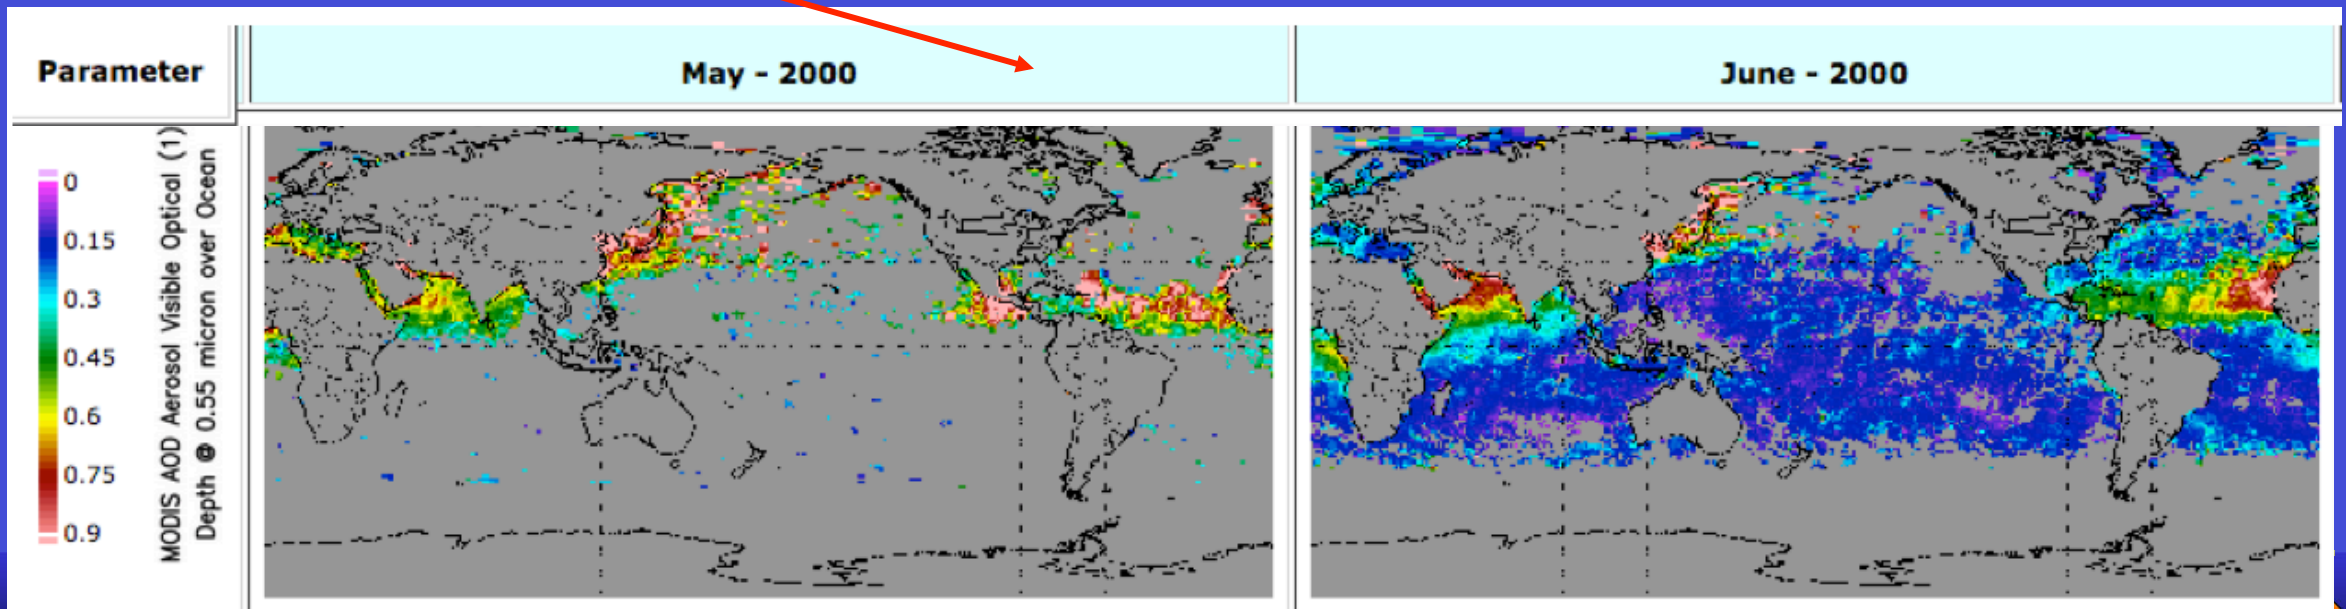 Parameter
May - 2000
June - 2000
0
0.15
0.3
0.45
0.6
0.75
0.9
MODIS AOD Aerosol Visible Optical (1)
Depth @ 0.55 micron over Ocean